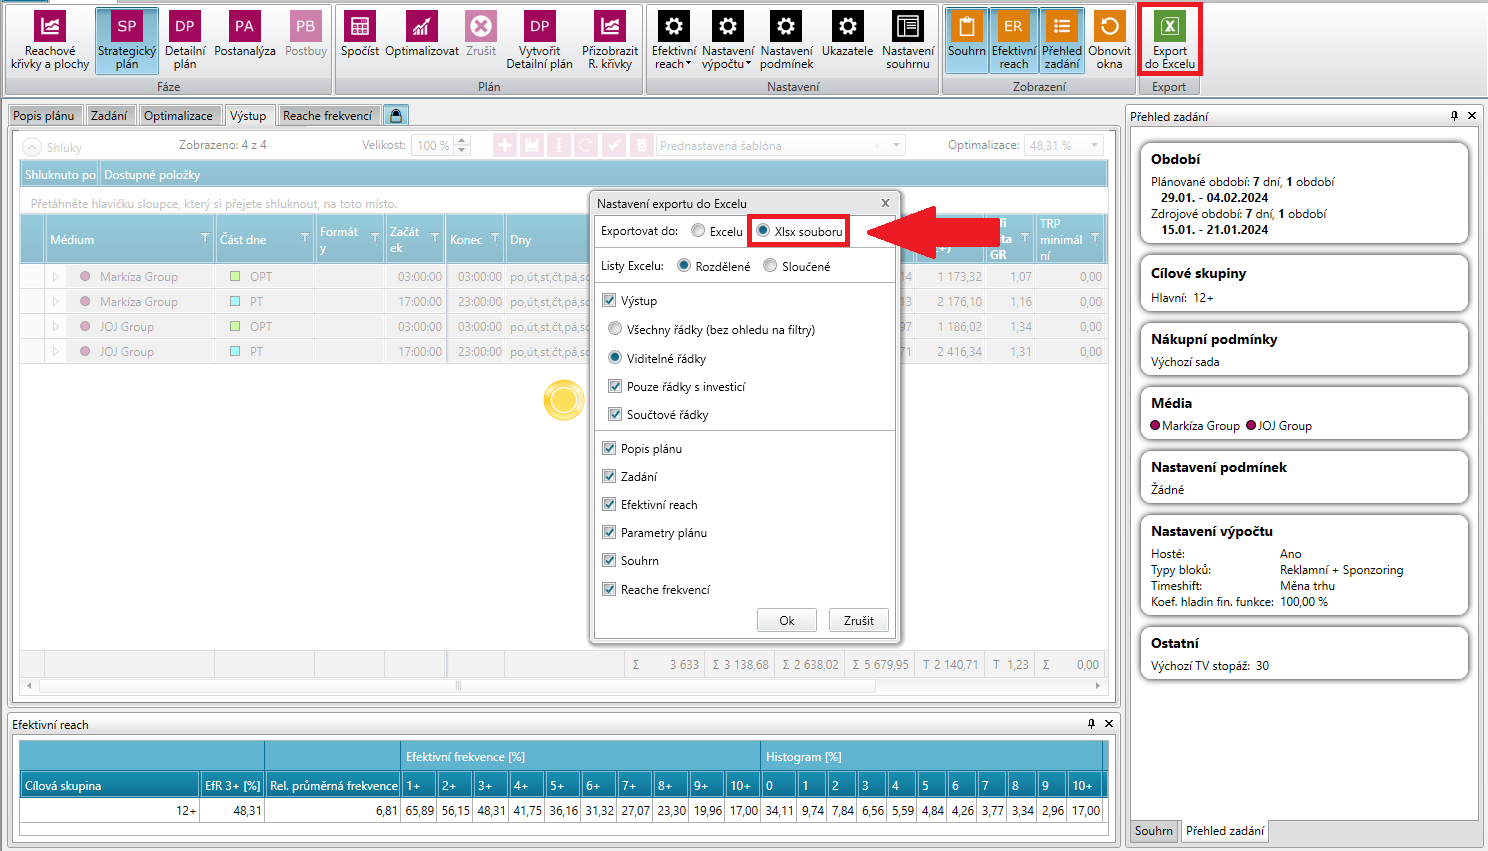 SP
DP
PA
PB
DP
ER
Reachové
křivky a plochy
Strategický
plán
Detailní
plán
Postanalýza
Postbuy
Spočíst
Optimalizovat
Zrušit
Vytvořit
Detailní plán
Přizobrazit
R. křivky
Efektivní
reach
Nastavení
výpočtu
Nastavení
podmínek
Ukazatele
Nastavení
souhrnu
Souhrn
Efektivní
reach
Přehled
zadání
Obnovit
okna
Export
do Excelu
Fáze
Plán
Nastavení
Zobrazení
Export
Popis plánu
Zadání
Optimalizace
Výstup
Reache frekvencí
Shluky
Zobrazeno: 4 z 4
Velikost:
100 %
Prednastavená šablóna
Optimalizace:
48,31 %
Shluknuto po
Dostupné položky
Přetáhněte hlavičku sloupce, který si přejete shluknout, na toto místo.
Médium
Část dne
Formát
y
Začát
ek
Konec
Dny
GR
TRP
minimál
ní
Markíza Group OPT 03:00:00 03:00:00 po,út,st,čt,pá,so 14 1 173,32 1,07 0,00
Markíza Group PT 17:00:00 23:00:00 po,út,st,čt,pá,so 13 2 176,10 1,16 0,00
JOJ Group OPT 03:00:00 03:00:00 po,út,st,čt,pá,so 97 1 186,02 1,34 0,00
JOJ Group PT 17:00:00 23:00:00 po,út,st,čt,pá,so 71 2 416,34 1,31 0,00
Σ 3 633 Σ 3 138,68 Σ 2 638,02 Σ 5 679,95 T 2 140,71 T 1,23 Σ 0,00
Nastavení exportu do Excelu
Exportovat do:
Excelu
Xlsx souboru
Listy Excelu:
Rozdělené
Sloučené
Výstup
Všechny řádky (bez ohledu na filtry)
Viditelné řádky
Pouze řádky s investicí
Součtové řádky
Popis plánu
Zadání
Efektivní reach
Parametry plánu
Souhrn
Reache frekvencí
Ok
Zrušit
Efektivní reach
Efektivní frekvence [%]
Histogram [%]
Cílová skupina EfR 3+ [%] Rel. průměrná frekvence 1+ 2+ 3+ 4+ 5+ 6+ 7+ 8+ 9+ 10+ 0 1 2 3 4 5 6 7 8 9 10+
12+ 48,31 6,81 65,89 56,15 48,31 41,75 36,16 31,32 27,07 23,30 19,96 17,00 34,11 9,74 7,84 6,56 5,59 4,84 4,26 3,77 3,34 2,96 17,00
Přehled zadání
Období
Plánované období: 7 dní, 1 období
29.01. - 04.02.2024
Zdrojové období: 7 dní, 1 období
15.01. - 21.01.2024
Cílové skupiny
Hlavní: 12+
Nákupní podmínky
Výchozí sada
Média
Markíza Group JOJ Group
Nastavení podmínek
Žádné
Nastavení výpočtu
Hosté: Ano
Typy bloků: Reklamní + Sponzoring
Timeshift: Měna trhu
Koef. hladin fin. funkce: 100,00 %
Ostatní
Výchozí TV stopáž: 30
Souhrn
Přehled zadání